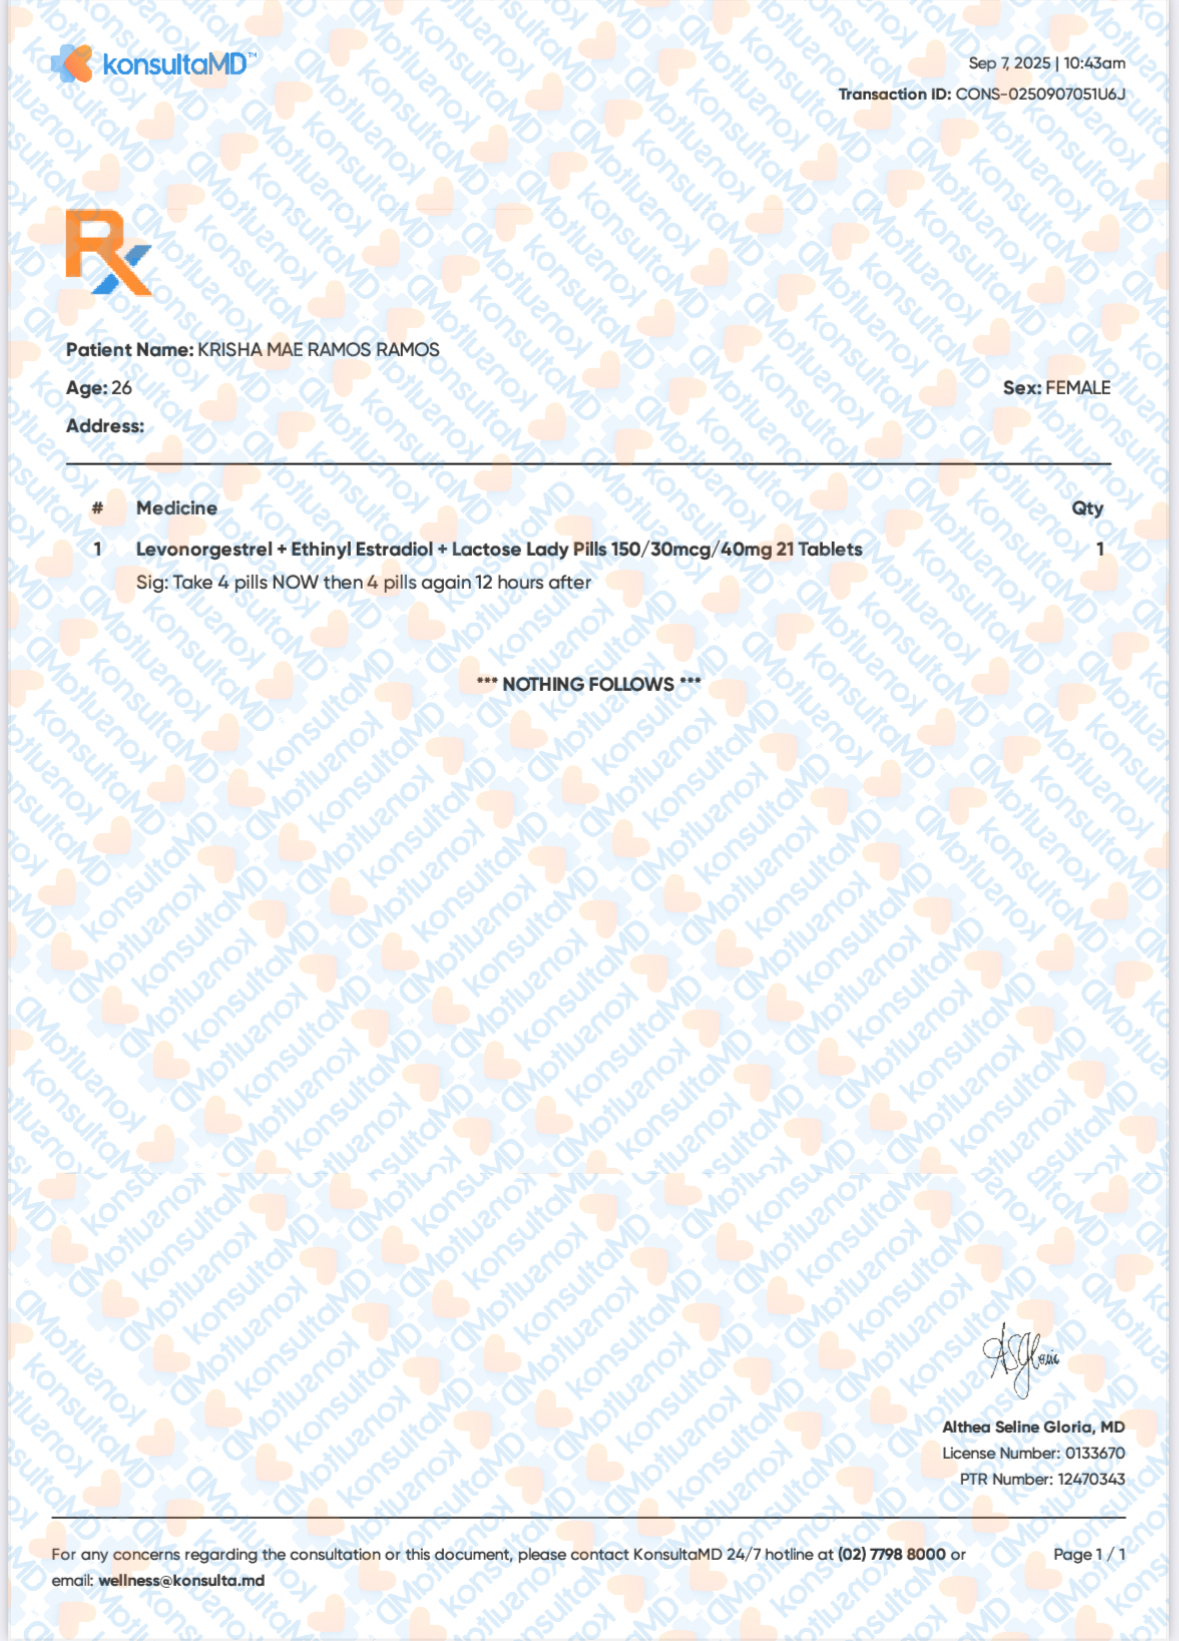 konsultaMD™
Sep 7, 2025 | 10:43am
Transaction ID: CONS-0250907051U6J
Rx
Patient Name: KRISHA MAE RAMOS RAMOS
Age: 26
Sex: FEMALE
Address:
# Medicine Qty
1 Levonorgestrel + Ethinyl Estradiol + Lactose Lady Pills 150/30mcg/40mg 21 Tablets 1
Sig: Take 4 pills NOW then 4 pills again 12 hours after
*** NOTHING FOLLOWS ***
ASGloria
Althea Seline Gloria, MD
License Number: 0133670
PTR Number: 12470343
For any concerns regarding the consultation or this document, please contact KonsultaMD 24/7 hotline at (02) 7798 8000 or
email: wellness@konsulta.md
Page 1 / 1